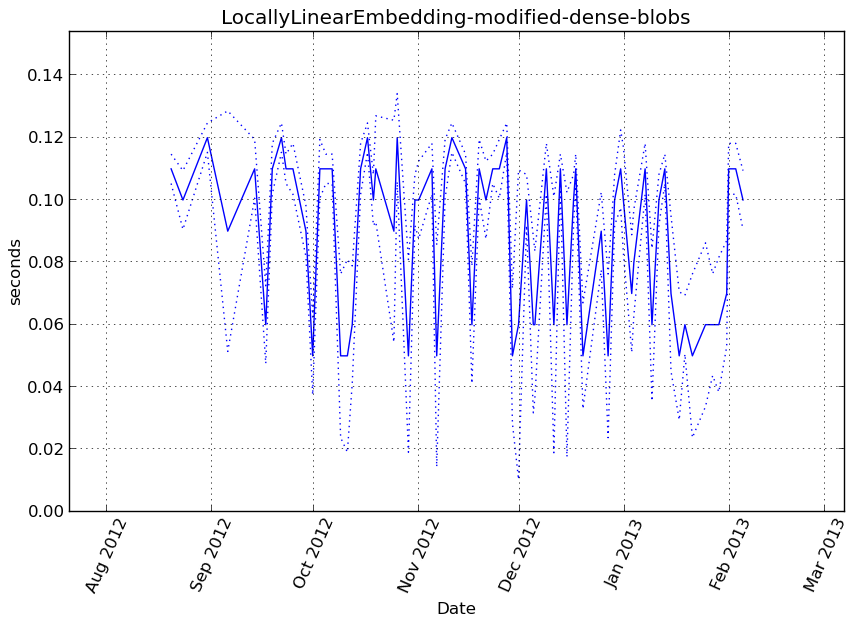 LocallyLinearEmbedding-modified-dense-blobs
0.14
0.12
0.10
0.08
0.06
0.04
0.02
0.00
seconds
Aug 2012
Sep 2012
Oct 2012
Nov 2012
Dec 2012
Jan 2013
Feb 2013
Mar 2013
Date